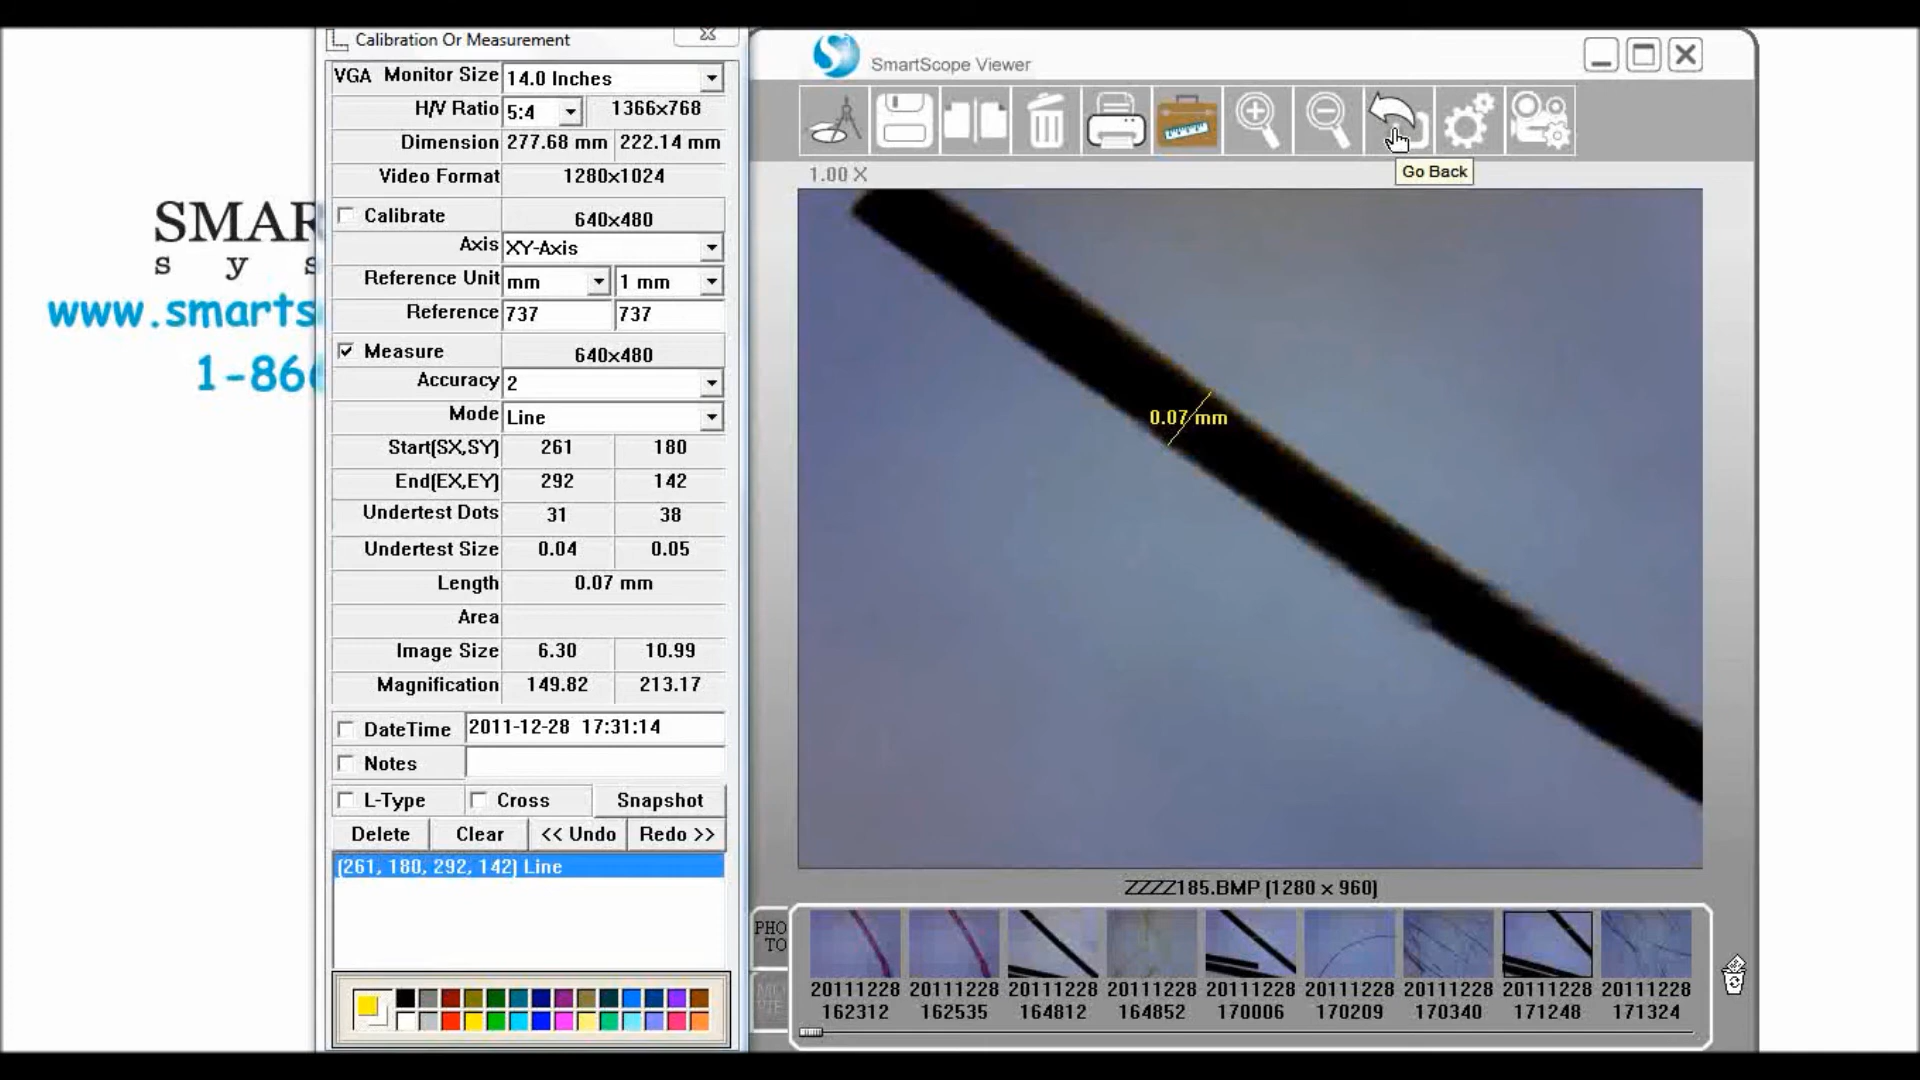 SMAR
s y s
www.smarts
1-866
Calibration Or Measurement
VGA Monitor Size 14.0 Inches
H/V Ratio 5:4 1366x768
Dimension 277.68 mm 222.14 mm
Video Format 1280x1024
Calibrate 640x480
Axis XY-Axis
Reference Unit mm 1 mm
Reference 737 737
Measure 640x480
Accuracy 2
Mode Line
Start(SX,SY) 261 180
End(EX,EY) 292 142
Undertest Dots 31 38
Undertest Size 0.04 0.05
Length 0.07 mm
Area
Image Size 6.30 10.99
Magnification 149.82 213.17
DateTime 2011-12-28 17:31:14
Notes
L-Type Cross Snapshot
Delete Clear << Undo Redo >>
(261, 180, 292, 142) Line
SmartScope Viewer
Go Back
1.00 X
0.07 mm
ZZZZ185.BMP (1280 x 960)
PHO
TO
20111228 20111228 20111228 20111228 20111228 20111228 20111228 20111228 20111228
162312 162535 164812 164852 170006 170209 170340 171248 171324